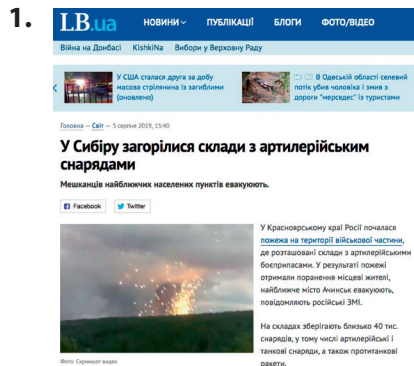 1.
LB.ua НОВИНИ ПУБЛІКАЦІЇ БЛОГИ ФОТО/ВІДЕО
Війна на Донбасі KishkiNa Вибори у Верховну Раду
У США сталася друга за добу
масова стрілянина із загиблими
(оновлено)
В Одеській області селевий
потік убив чоловіка і змив з
дороги "мерседес" із туристами
Головна — Світ — 5 серпня 2019, 15:40
У Сибіру загорілися склади з артилерійським
снарядами
Мешканців найближчих населених пунктів евакуюють.
Facebook Twitter
У Красноярському краї Росії почалася
пожежа на території військової частини,
де розташовані склади з артилерійськими
боєприпасами. У результаті пожежі
отримали поранення місцеві жителі,
найближче місто Ачинськ евакуюють,
повідомляють російські ЗМІ.
На складах зберігають близько 40 тис.
снарядів, у тому числі артилерійські і
танкові снаряди, а також протитанкові
ракети.
Фото: Скриншот видео